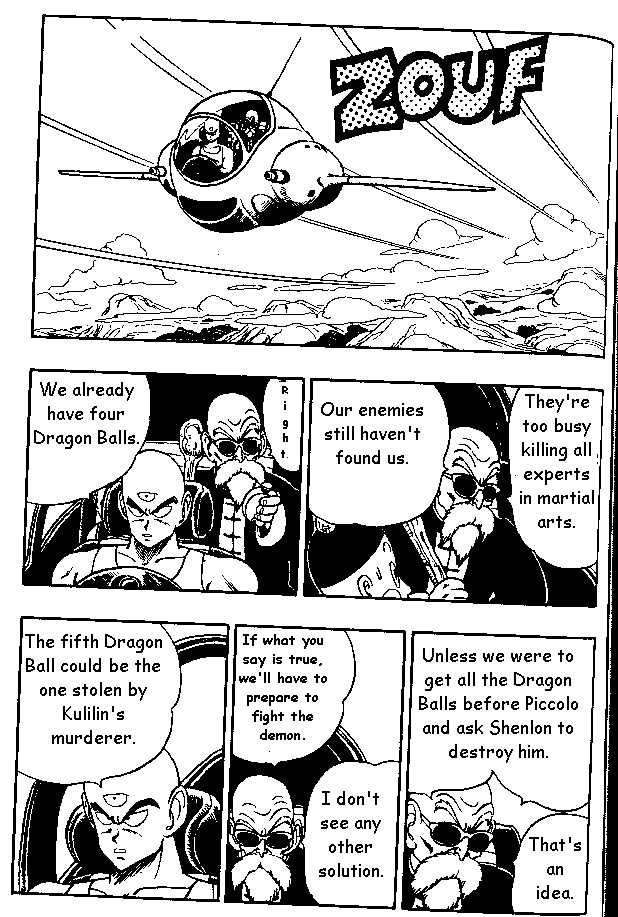 ZOUF
We already
have four
Dragon Balls.
Right.
Our enemies
still haven't
found us.
They're
too busy
killing all
experts
in martial
arts.
The fifth Dragon
Ball could be the
one stolen by
Kulilin's
murderer.
If what you
say is true,
we'll have to
prepare to
fight the
demon.
I don't
see any
other
solution.
Unless we were to
get all the Dragon
Balls before Piccolo
and ask Shenlon to
destroy him.
That's
an
idea.